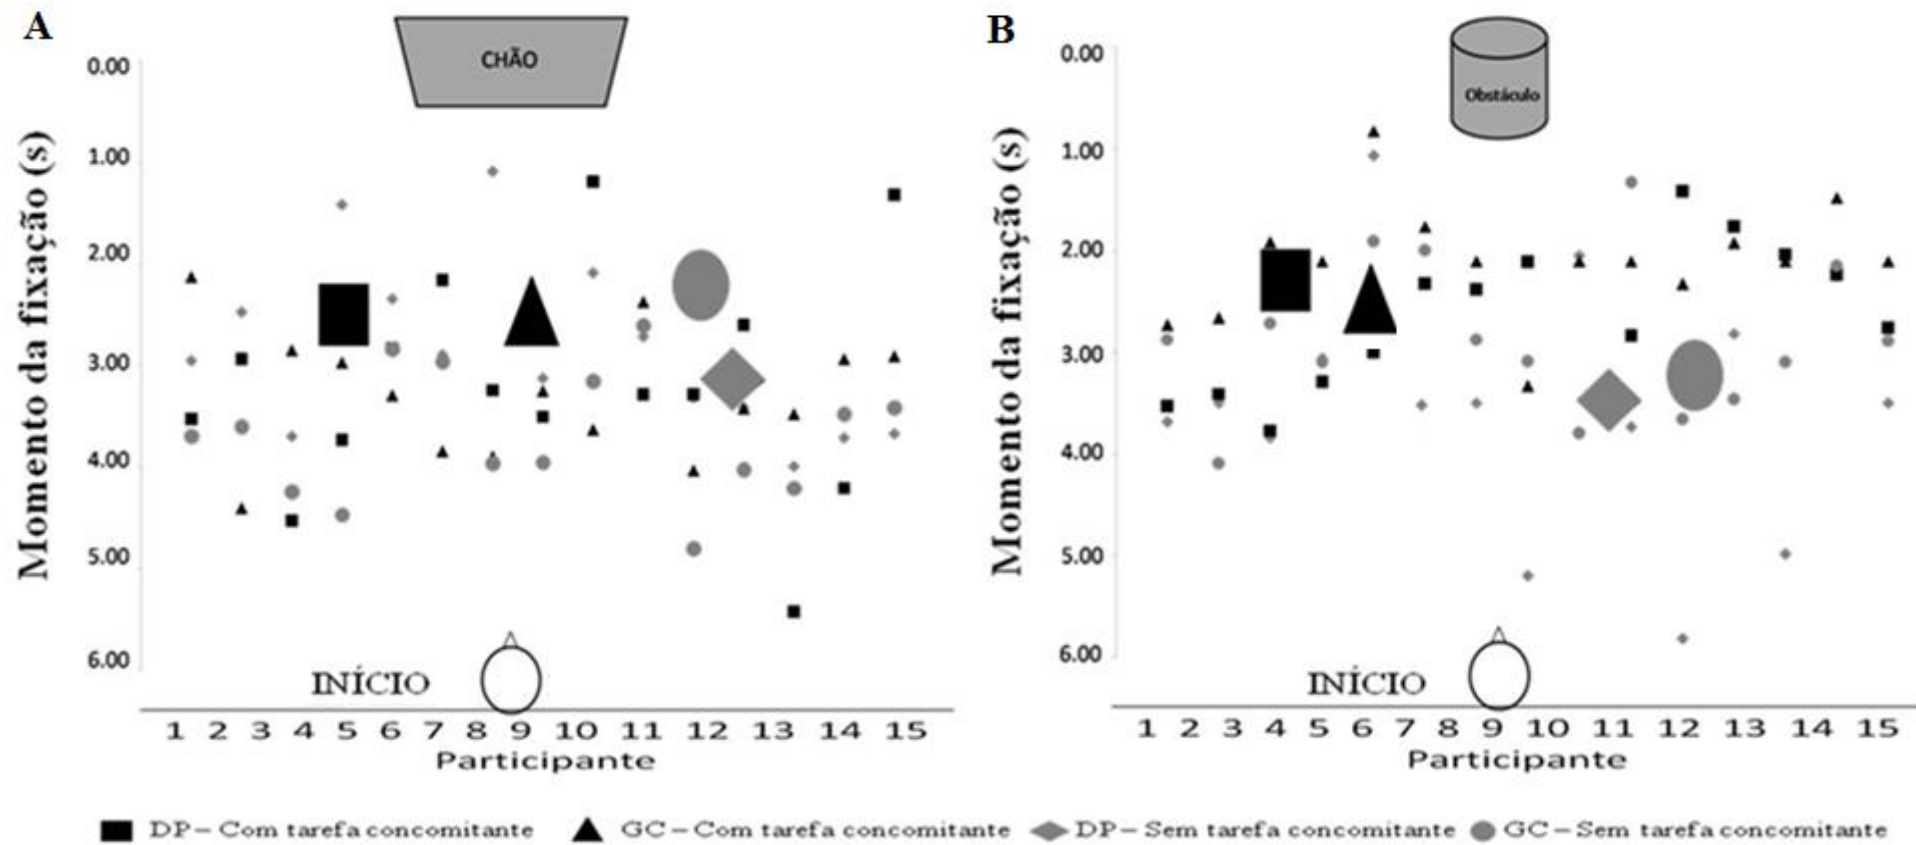 A
CHÃO
0.00
1.00
2.00
3.00
4.00
5.00
6.00
Momento da fixação (s)
INÍCIO
1 2 3 4 5 6 7 8 9 10 11 12 13 14 15
Participante
B
Obstáculo
0.00
1.00
2.00
3.00
4.00
5.00
6.00
Momento da fixação (s)
INÍCIO
1 2 3 4 5 6 7 8 9 10 11 12 13 14 15
Participante
DP – Com tarefa concomitante GC – Com tarefa concomitante DP – Sem tarefa concomitante GC – Sem tarefa concomitante